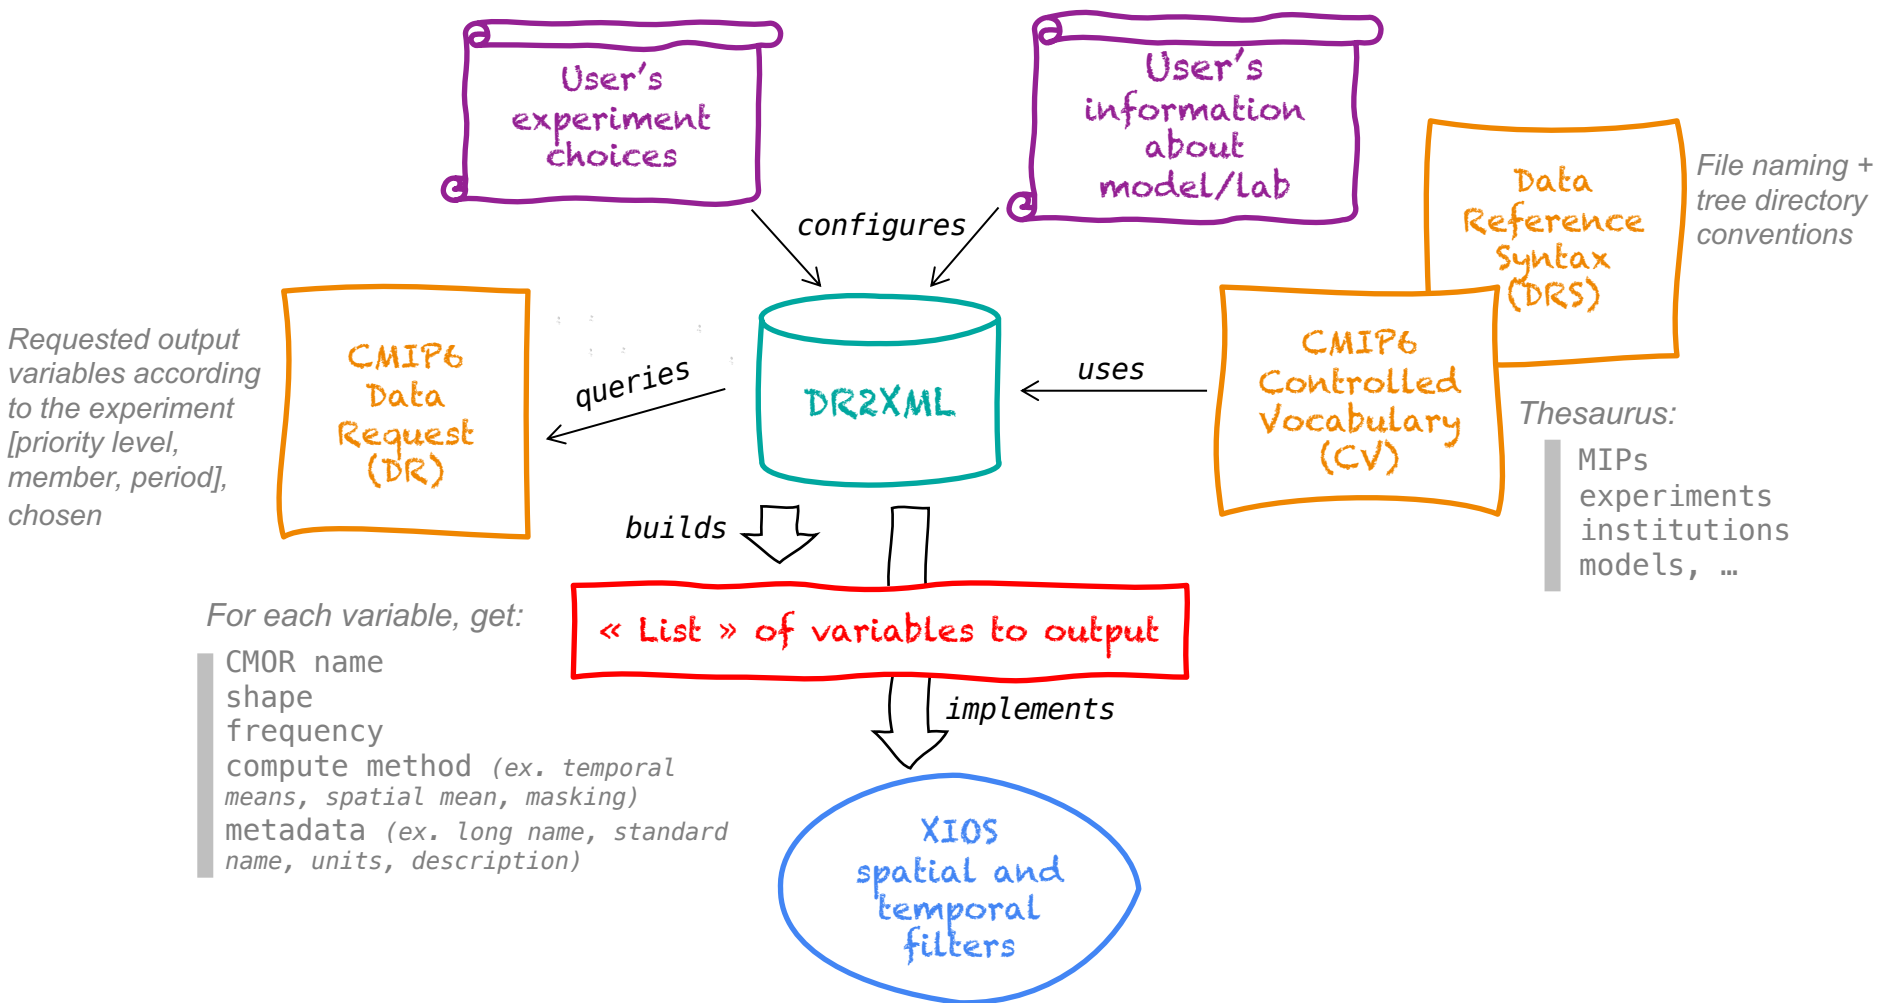 User's
experiment
choices
User's
information
about
model/lab
configures
Data
Reference
Syntax
(DRS)
File naming +
tree directory
conventions
Requested output
variables according
to the experiment
[priority level,
member, period],
chosen
CMIP6
Data
Request
(DR)
queries
DR2XML
uses
CMIP6
Controlled
Vocabulary
(CV)
Thesaurus:
MIPs
experiments
institutions
models, …
builds
« List » of variables to output
For each variable, get:
CMOR name
shape
frequency
compute method (ex. temporal
means, spatial mean, masking)
metadata (ex. long name, standard
name, units, description)
implements
XIOS
spatial and
temporal
filters